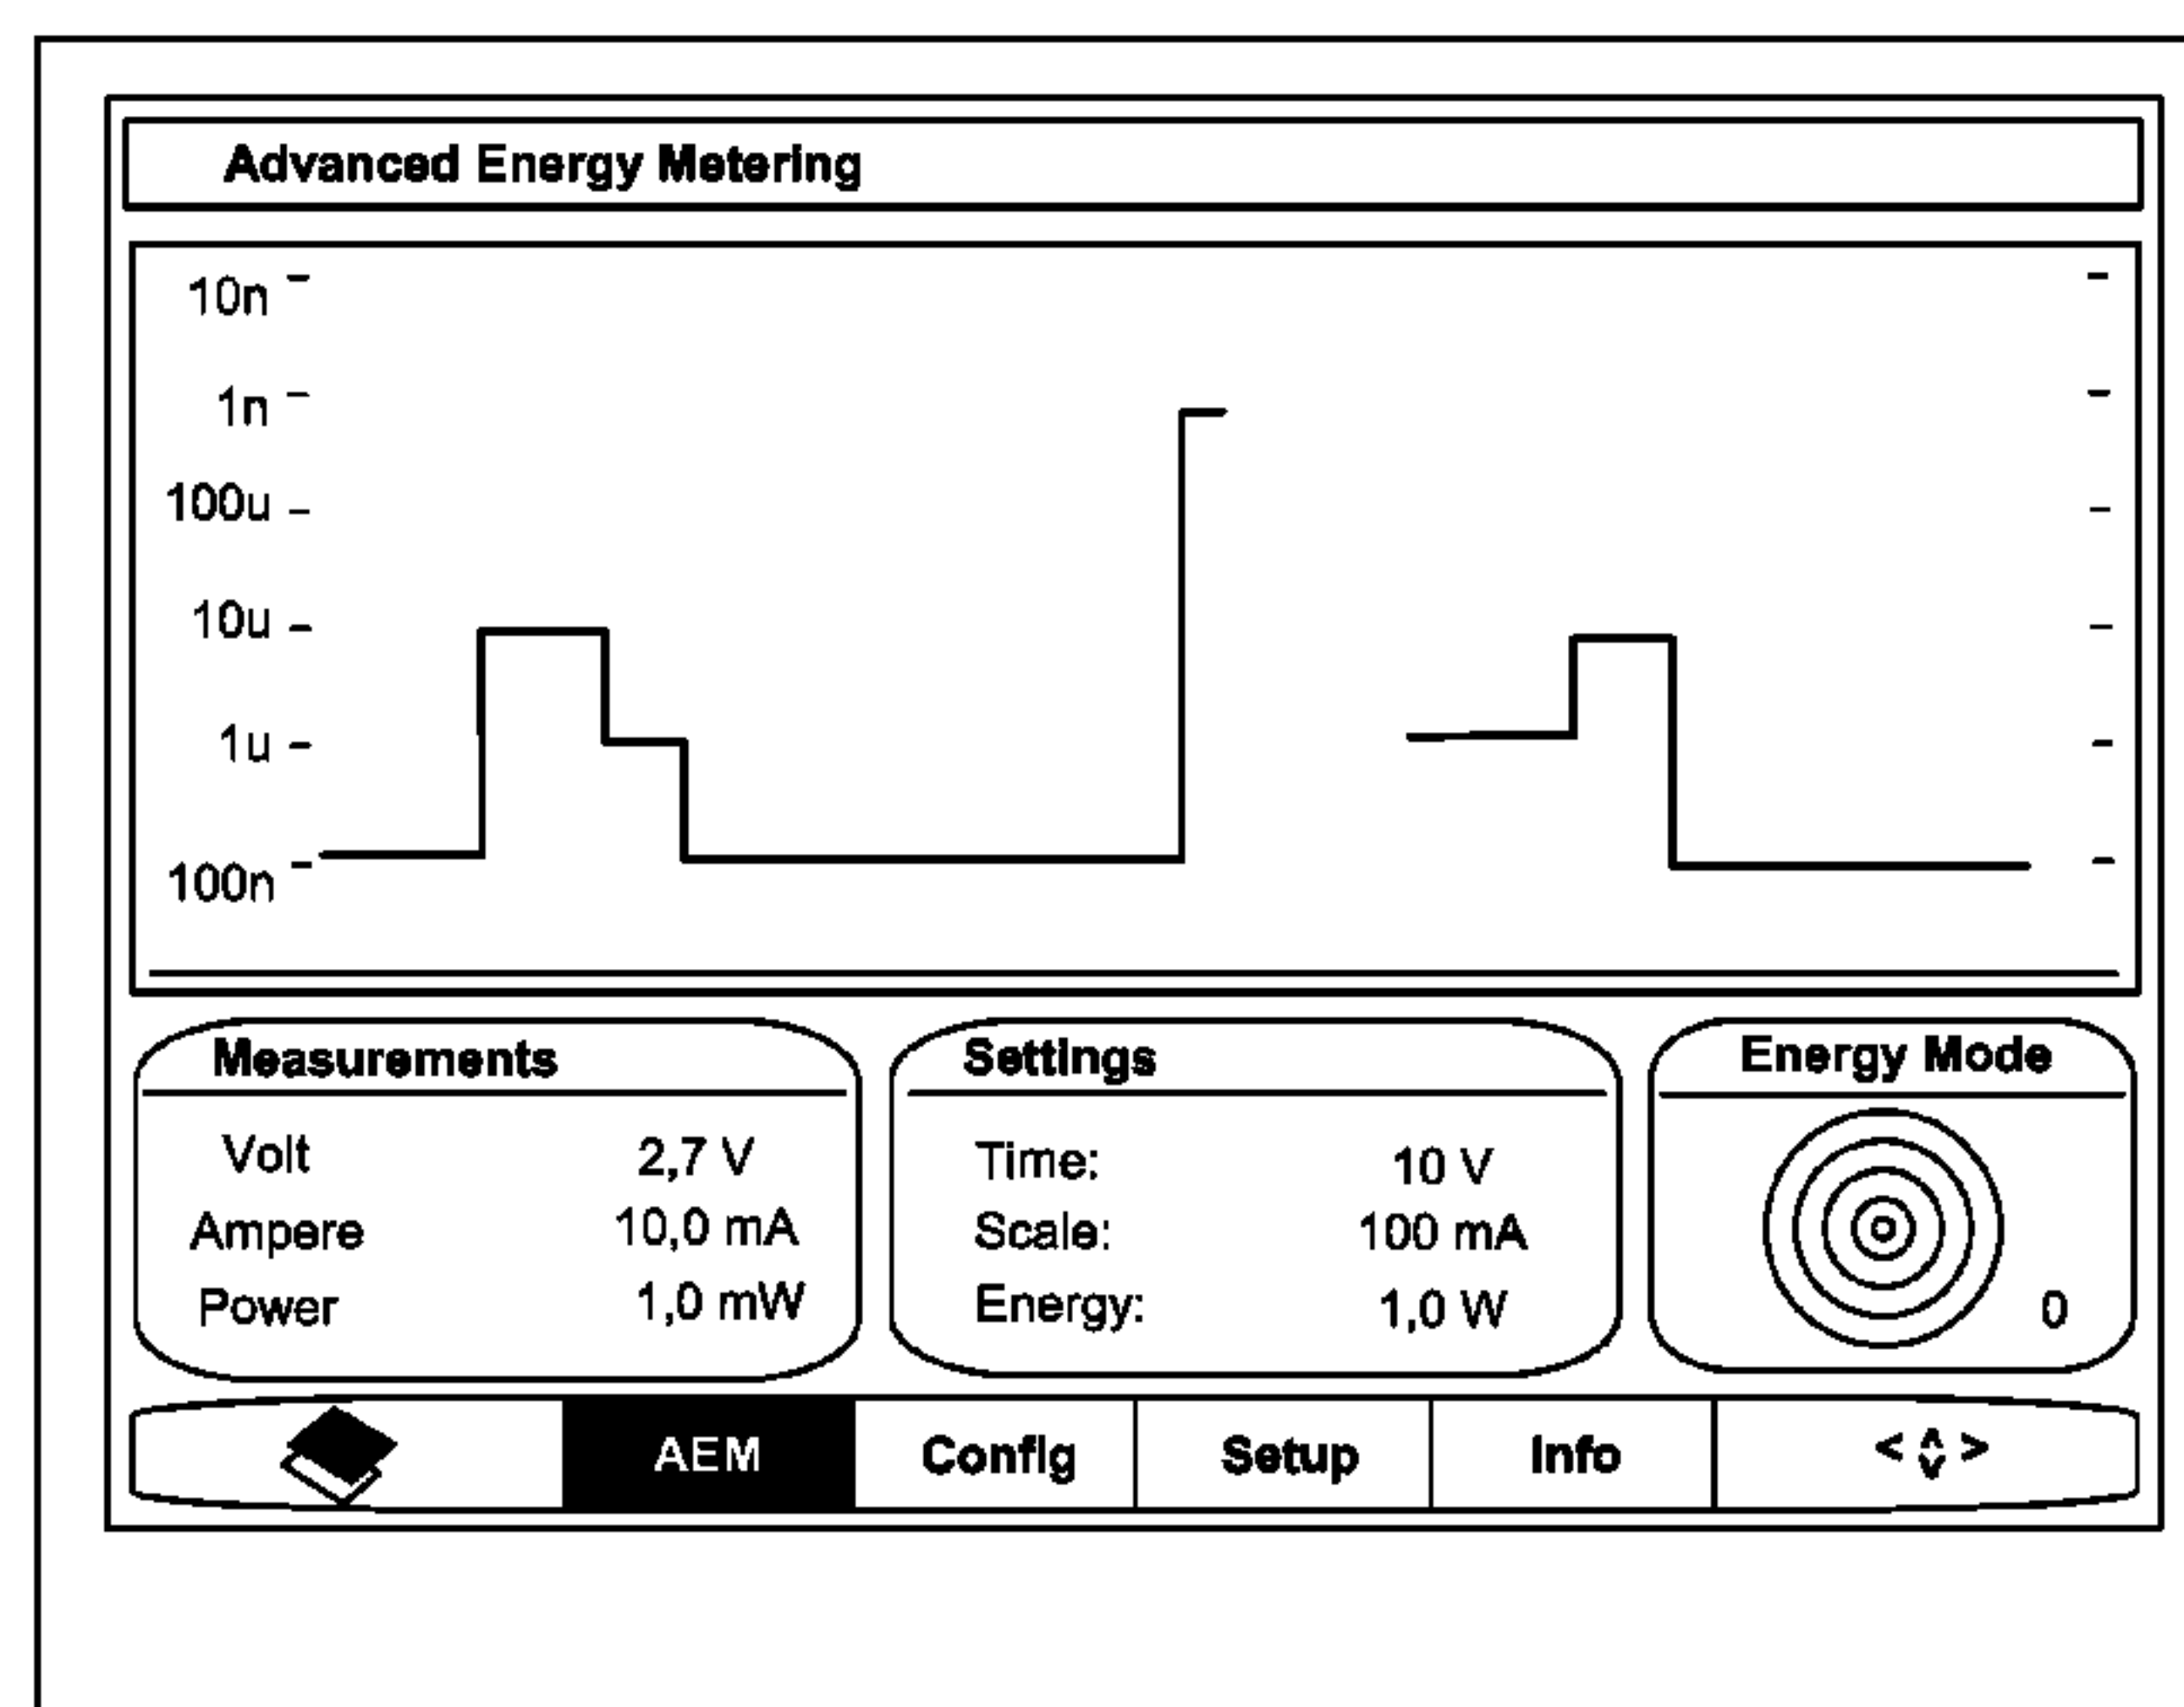 Advanced Energy Metering
10n
1n
100u
10u
1u
100n
Measurements
Volt 2,7 V
Ampere 10,0 mA
Power 1,0 mW
Settings
Time: 10 V
Scale: 100 mA
Energy: 1,0 W
Energy Mode
0
AEM Config Setup Info < ^ v >